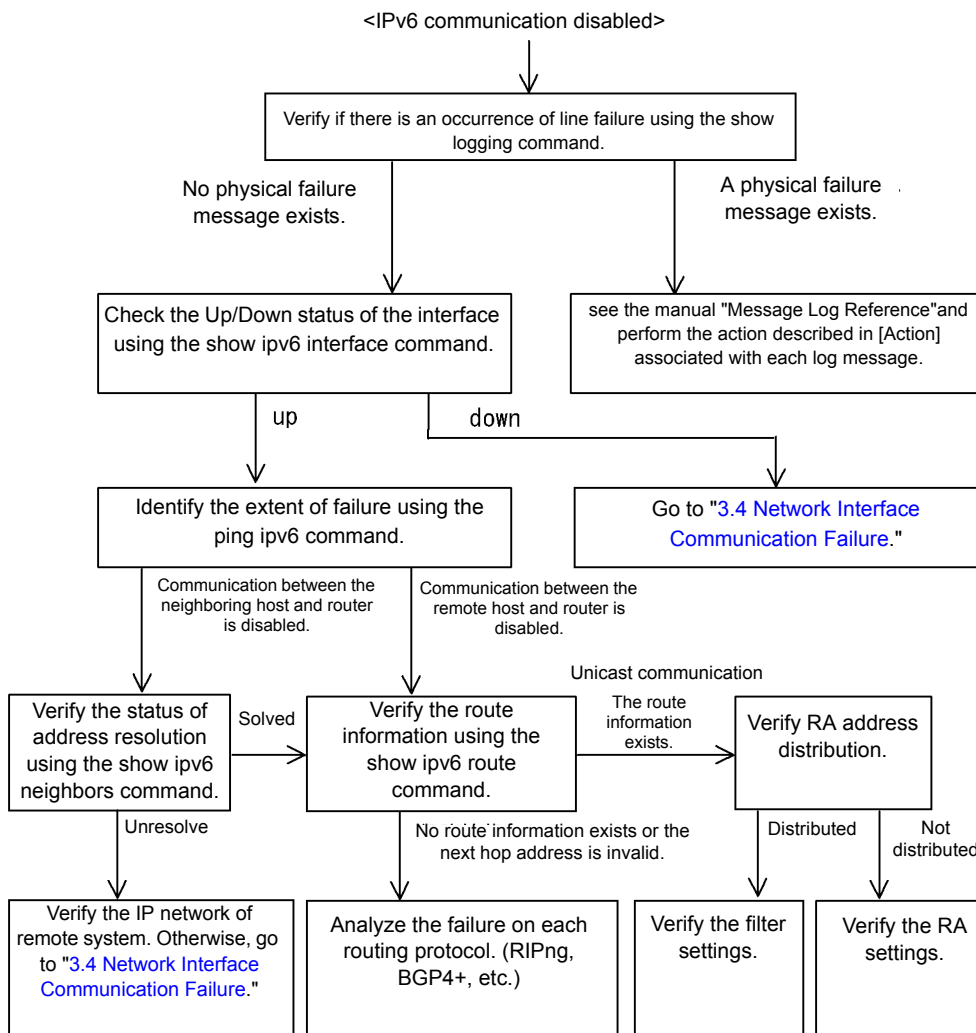 <IPv6 communication disabled>
Verify if there is an occurrence of line failure using the show
logging command.
No physical failure
message exists.
A physical failure
message exists.
Check the Up/Down status of the interface
using the show ipv6 interface command.
see the manual "Message Log Reference"and
perform the action described in [Action]
associated with each log message.
up
down
Identify the extent of failure using the
ping ipv6 command.
Go to "3.4 Network Interface
Communication Failure."
Communication between the
neighboring host and router
is disabled.
Communication between the
remote host and router is
disabled.
Unicast communication
Verify the status of
address resolution
using the show ipv6
neighbors command.
Solved
Verify the route
information using the
show ipv6 route
command.
The route
information
exists.
Verify RA address
distribution.
Unresolve
No route information exists or the
next hop address is invalid.
Distributed
Not
distributed
Verify the IP network of
remote system. Otherwise, go
to "3.4 Network Interface
Communication Failure."
Analyze the failure on each
routing protocol. (RIPng,
BGP4+, etc.)
Verify the filter
settings.
Verify the RA
settings.